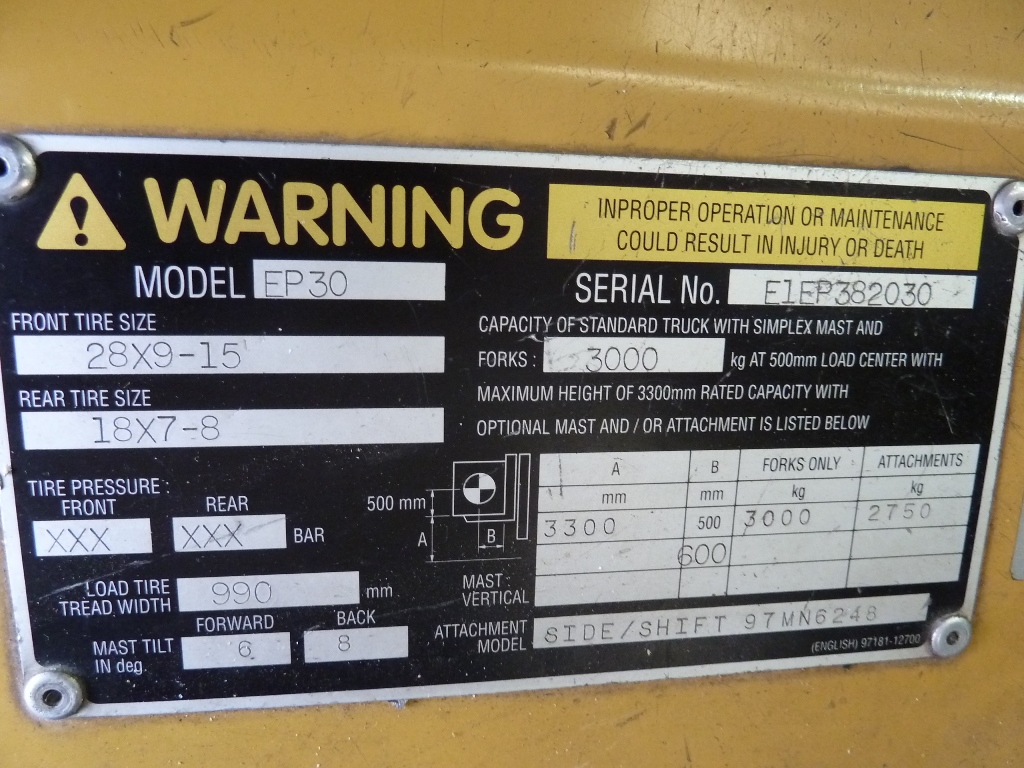 WARNING
INPROPER OPERATION OR MAINTENANCE
COULD RESULT IN INJURY OR DEATH
MODEL EP30
SERIAL No. E1EP382030
FRONT TIRE SIZE
28X9-15
REAR TIRE SIZE
18X7-8
CAPACITY OF STANDARD TRUCK WITH SIMPLEX MAST AND
FORKS : 3000 kg AT 500mm LOAD CENTER WITH
MAXIMUM HEIGHT OF 3300mm RATED CAPACITY WITH
OPTIONAL MAST AND / OR ATTACHMENT IS LISTED BELOW
TIRE PRESSURE :
FRONT REAR
XXX XXX BAR
LOAD TIRE
TREAD WIDTH 990 mm
FORWARD BACK
MAST TILT
IN deg. 6 8
500 mm
A
B
MAST :
VERTICAL
A B FORKS ONLY ATTACHMENTS
mm mm kg kg
3300 500 3000 2750
600
ATTACHMENT
MODEL SIDE/SHIFT 97MN6248
(ENGLISH) 97181-12700